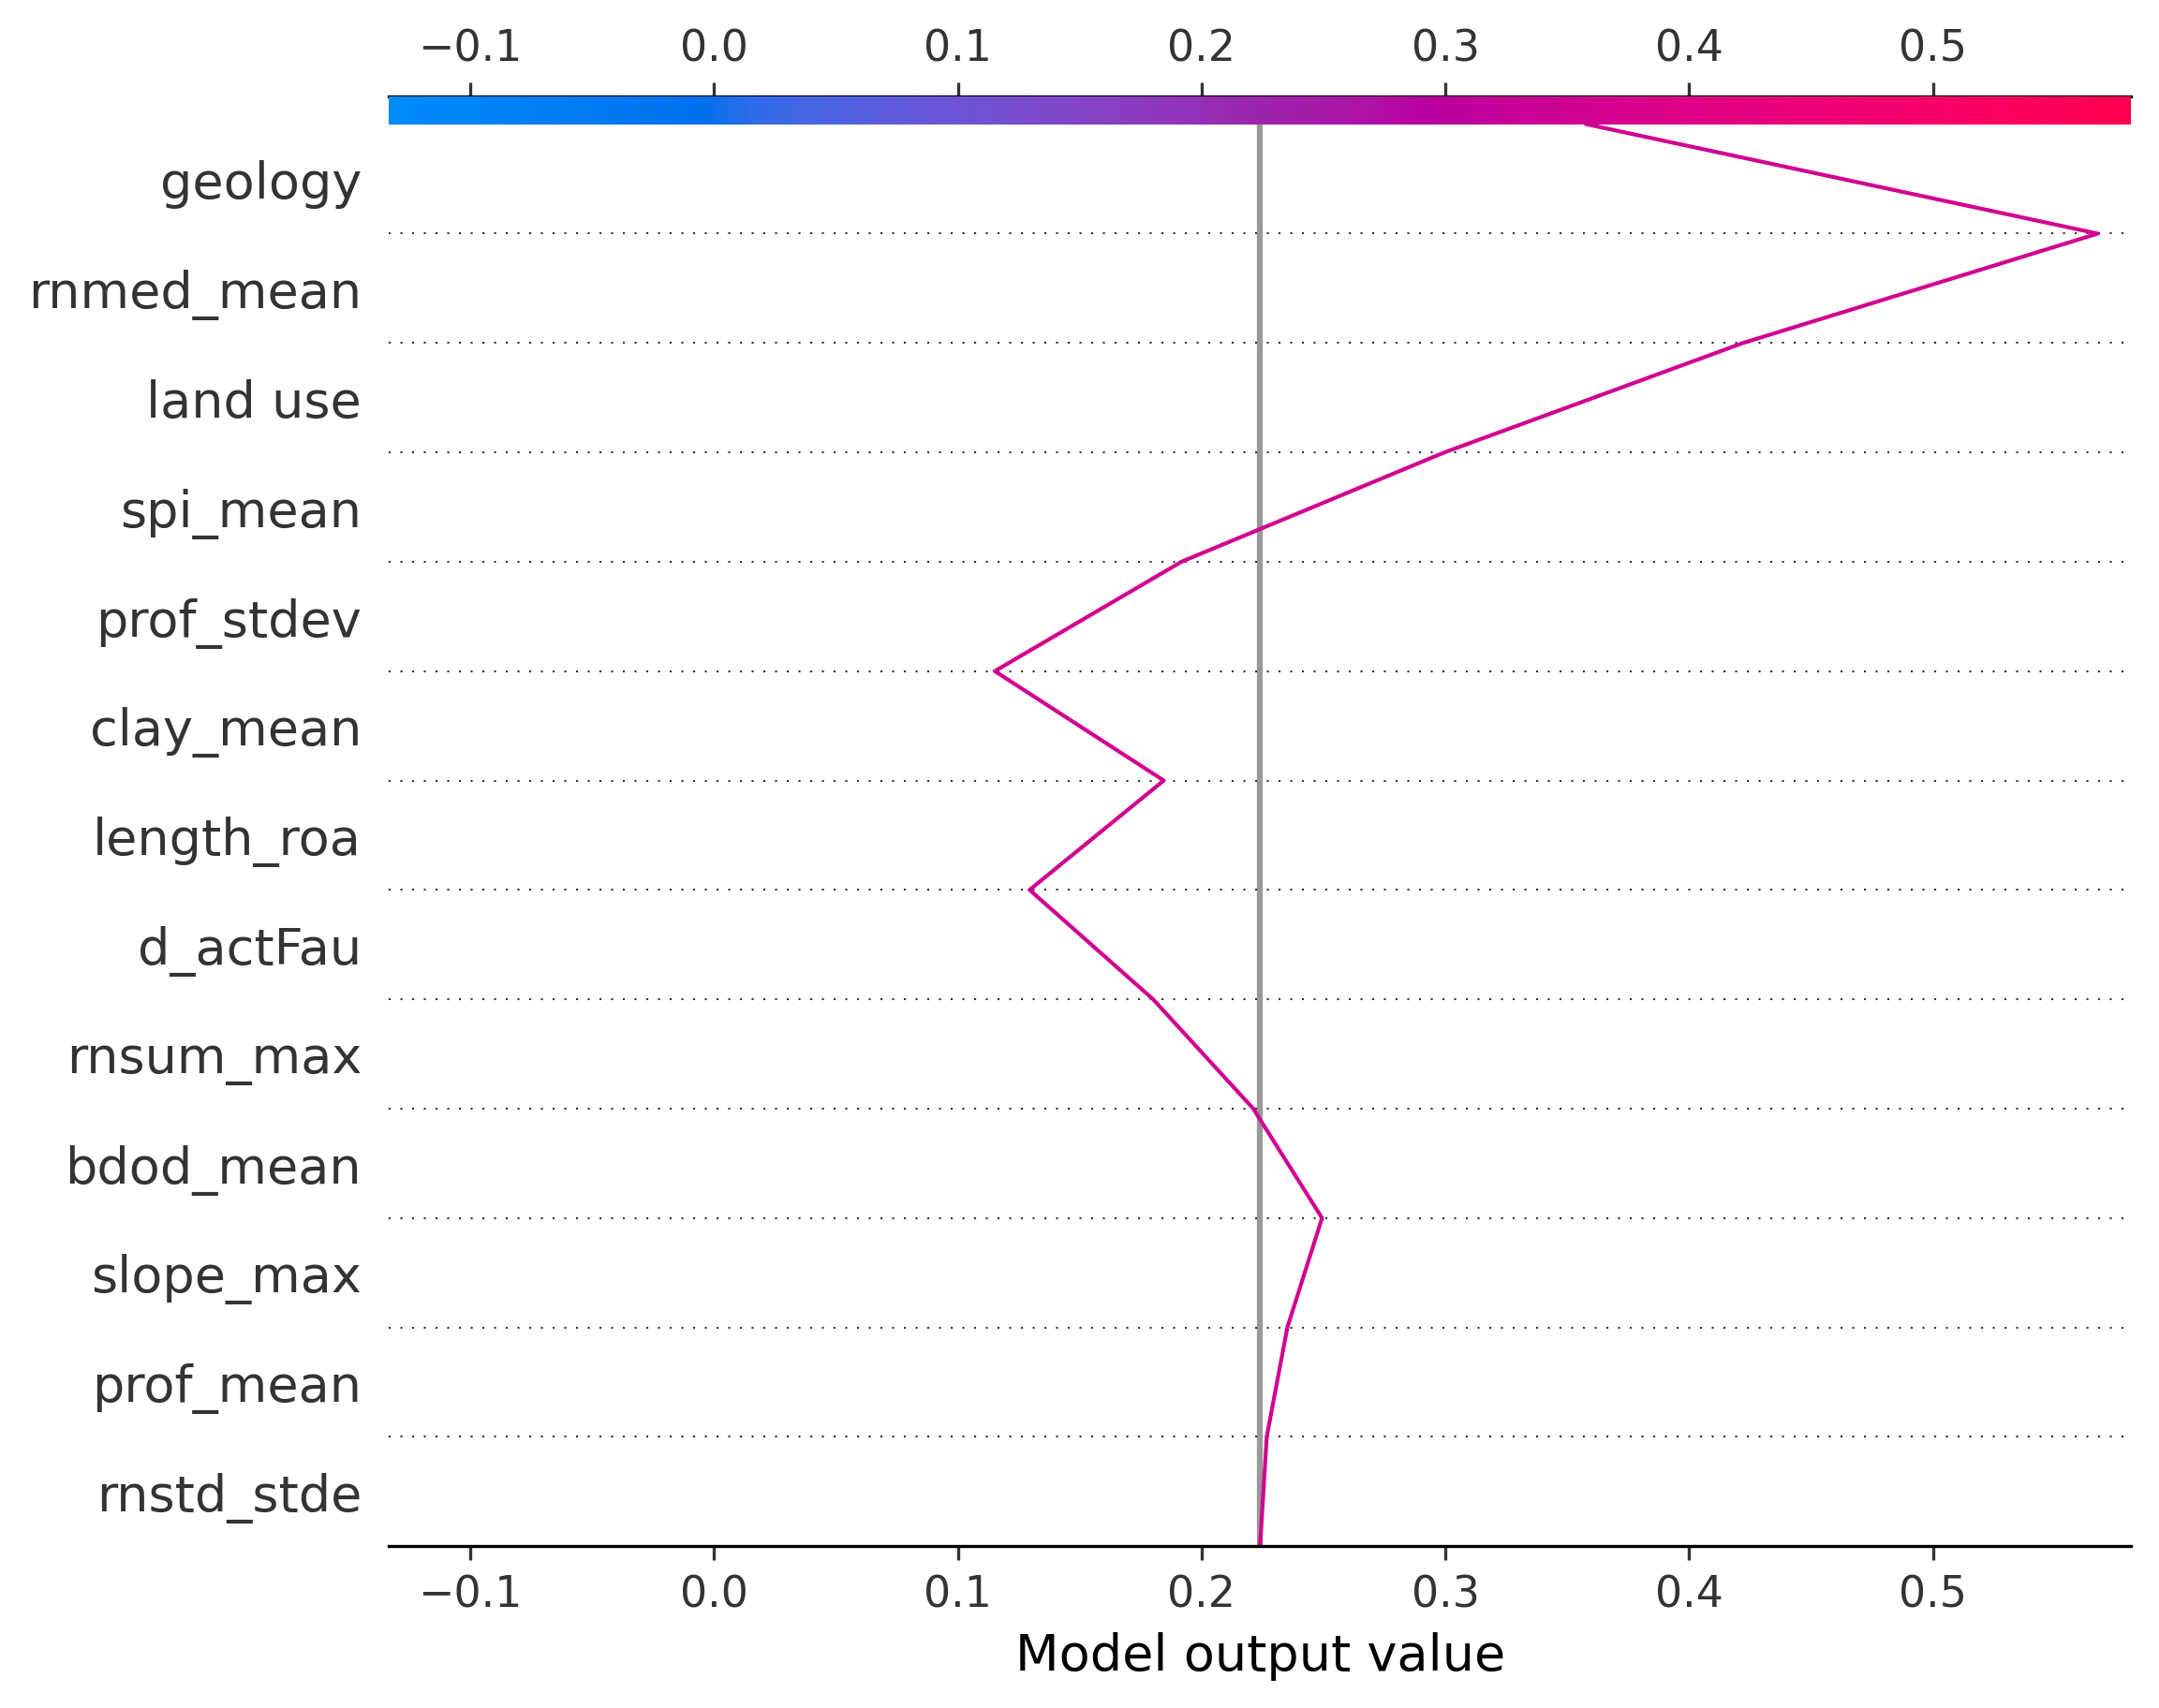 −0.1 0.0 0.1 0.2 0.3 0.4 0.5
geology
rnmed_mean
land use
spi_mean
prof_stdev
clay_mean
length_roa
d_actFau
rnsum_max
bdod_mean
slope_max
prof_mean
rnstd_stde
−0.1 0.0 0.1 0.2 0.3 0.4 0.5
Model output value